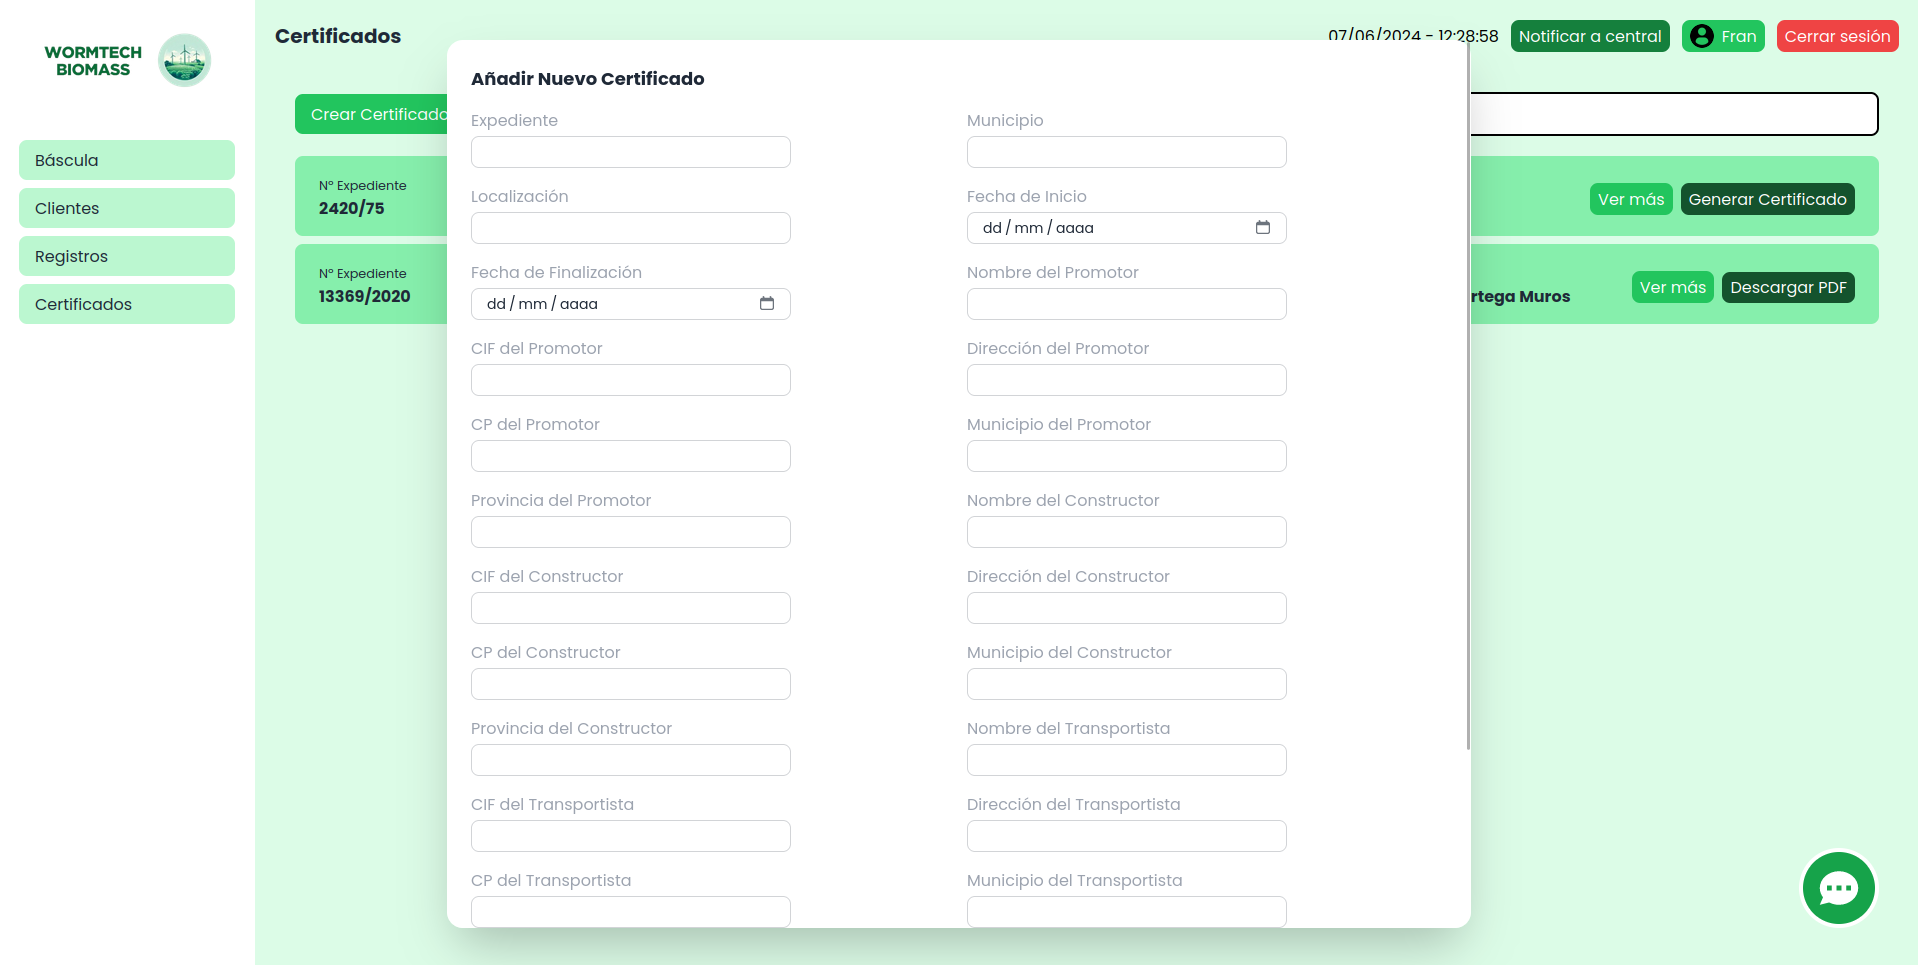 WORMTECH
BIOMASS
Báscula
Clientes
Registros
Certificados
Certificados
07/06/2024 - 12:28:58
Notificar a central
Fran
Cerrar sesión
Crear Certificado
Nº Expediente
2420/75
Ver más
Generar Certificado
Nº Expediente
13369/2020
rtega Muros
Ver más
Descargar PDF
Añadir Nuevo Certificado
Expediente
Municipio
Localización
Fecha de Inicio
dd / mm / aaaa
Fecha de Finalización
dd / mm / aaaa
Nombre del Promotor
CIF del Promotor
Dirección del Promotor
CP del Promotor
Municipio del Promotor
Provincia del Promotor
Nombre del Constructor
CIF del Constructor
Dirección del Constructor
CP del Constructor
Municipio del Constructor
Provincia del Constructor
Nombre del Transportista
CIF del Transportista
Dirección del Transportista
CP del Transportista
Municipio del Transportista